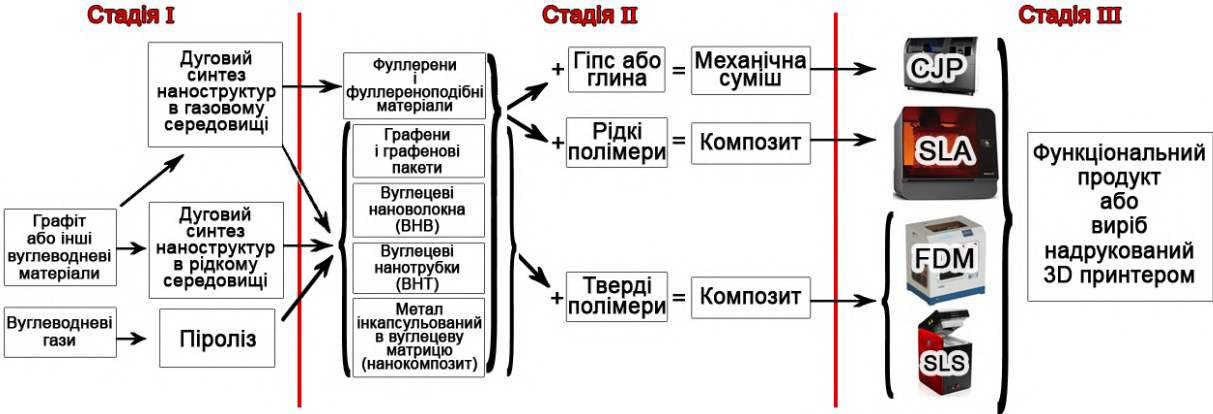 Стадія I
Стадія II
Стадія III
Графіт
або інші
вуглеводневі
матеріали
Вуглеводневі
гази
Дуговий
синтез
наноструктур
в газовому
середовищі
Дуговий
синтез
наноструктур
в рідкому
середовищі
Піроліз
Фуллерени
і
фуллереноподібні
матеріали
Графени
і графенові
пакети
Вуглецеві
нановолокна
(ВНВ)
Вуглецеві
нанотрубки
(ВНТ)
Метал
інкапсульований
в вуглецеву
матрицю
(нанокомпозит)
+ Гіпс або
глина
= Механічна
суміш
+ Рідкі
полімери
= Композит
+ Тверді
полімери
= Композит
CJP
SLA
FDM
SLS
Функціональний
продукт
або
виріб
надрукований
3D принтером